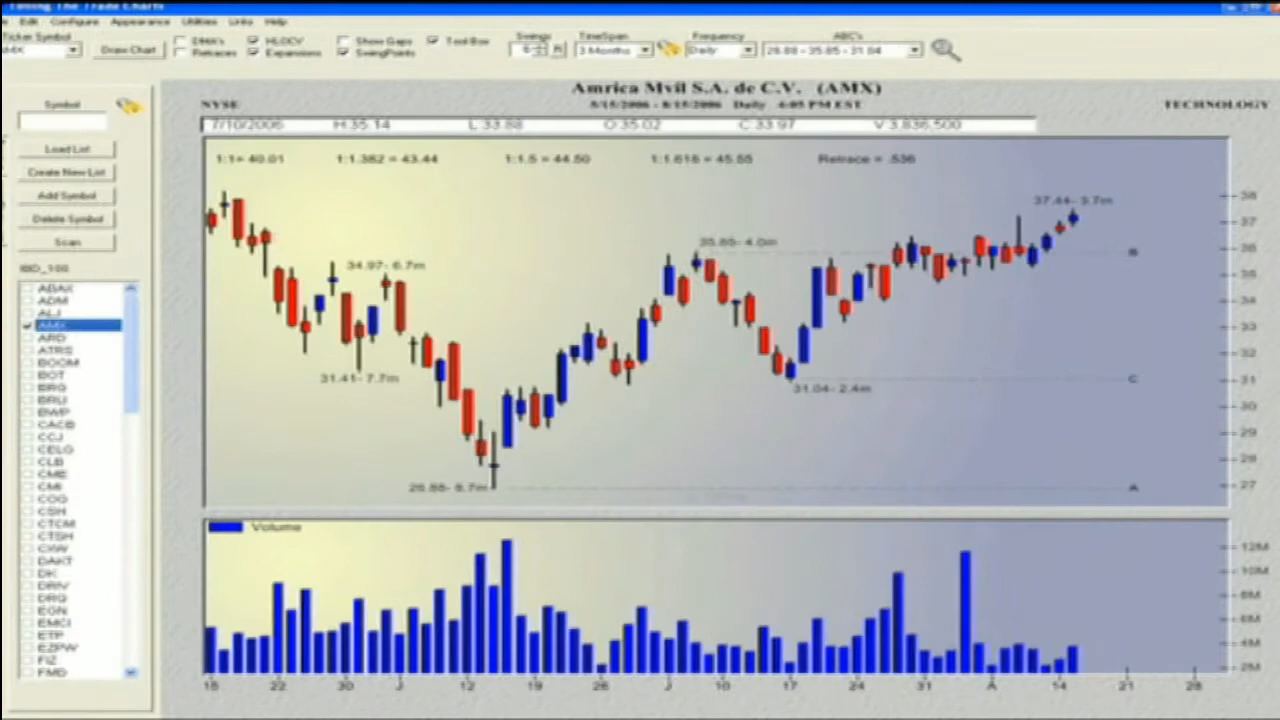 Timing The Trade Charts
Edit Configure Appearance Utilities Links Help
Ticker Symbol
AMX
Draw Chart
DMA's
Retraces
HLOCV
Expansions
Show Gaps
SwingPoints
Tool Box
Swings
TimeSpan
3 Months
Frequency
Daily
ABC's
26.88 - 35.85 - 31.04
Amrica Mvil S.A. de C.V. (AMX)
NYSE
5/15/2006 - 8/15/2006 Daily 4:05 PM EST
TECHNOLOGY
7/10/2006 H:35.14 L:33.88 O:35.02 C:33.97 V:3,836,500
1:1= 40.01 1:1.382 = 43.44 1:1.5 = 44.50 1:1.618 = 45.55 Retrace = .536
Symbol
Load List
Create New List
Add Symbol
Delete Symbol
Scan
IBD_100
ABAX
ADM
ALJ
AMX
ARD
ATRS
BOOM
BOT
BRG
BRLI
BWP
CACB
CCJ
CELG
CLB
CME
CMI
COG
CSH
CTCM
CTSH
CXW
DAKT
DK
DRIV
DRQ
EGN
EMCI
ETP
EZPW
FIZ
FMD
37.44- 3.7m
35.85- 4.0m
34.97- 6.7m
31.41- 7.7m
31.04- 2.4m
26.88- 8.7m
B
C
A
38
37
36
35
34
33
32
31
30
29
28
27
Volume
12M
10M
8M
6M
4M
2M
15 22 30 J 12 19 26 J 10 17 24 31 A 14 21 28